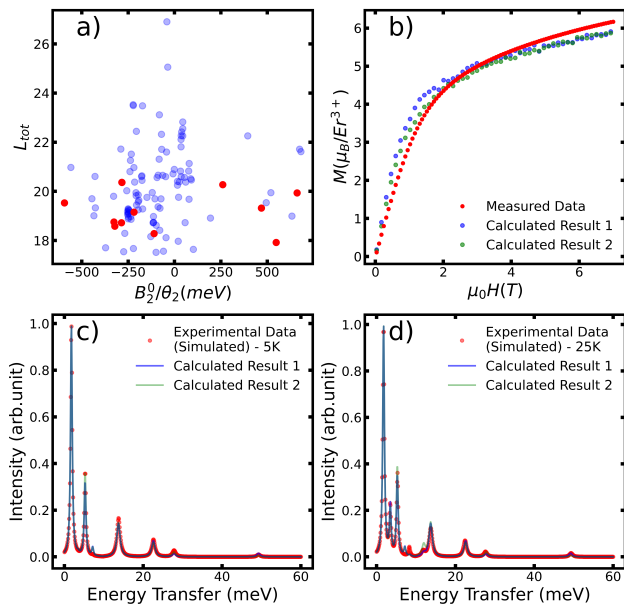 a)
L_tot
26
24
22
20
18
−500
−250
0
250
500
B_2^0/θ_2(meV)
b)
M(μ_B/Er^3+)
6
5
4
3
2
1
0
Measured Data
Calculated Result 1
Calculated Result 2
0
2
4
6
μ_0H(T)
c)
Intensity (arb.unit)
1.0
0.8
0.6
0.4
0.2
0.0
Experimental Data
(Simulated) - 5K
Calculated Result 1
Calculated Result 2
0
20
40
60
Energy Transfer (meV)
d)
Intensity (arb.unit)
1.0
0.8
0.6
0.4
0.2
0.0
Experimental Data
(Simulated) - 25K
Calculated Result 1
Calculated Result 2
0
20
40
60
Energy Transfer (meV)